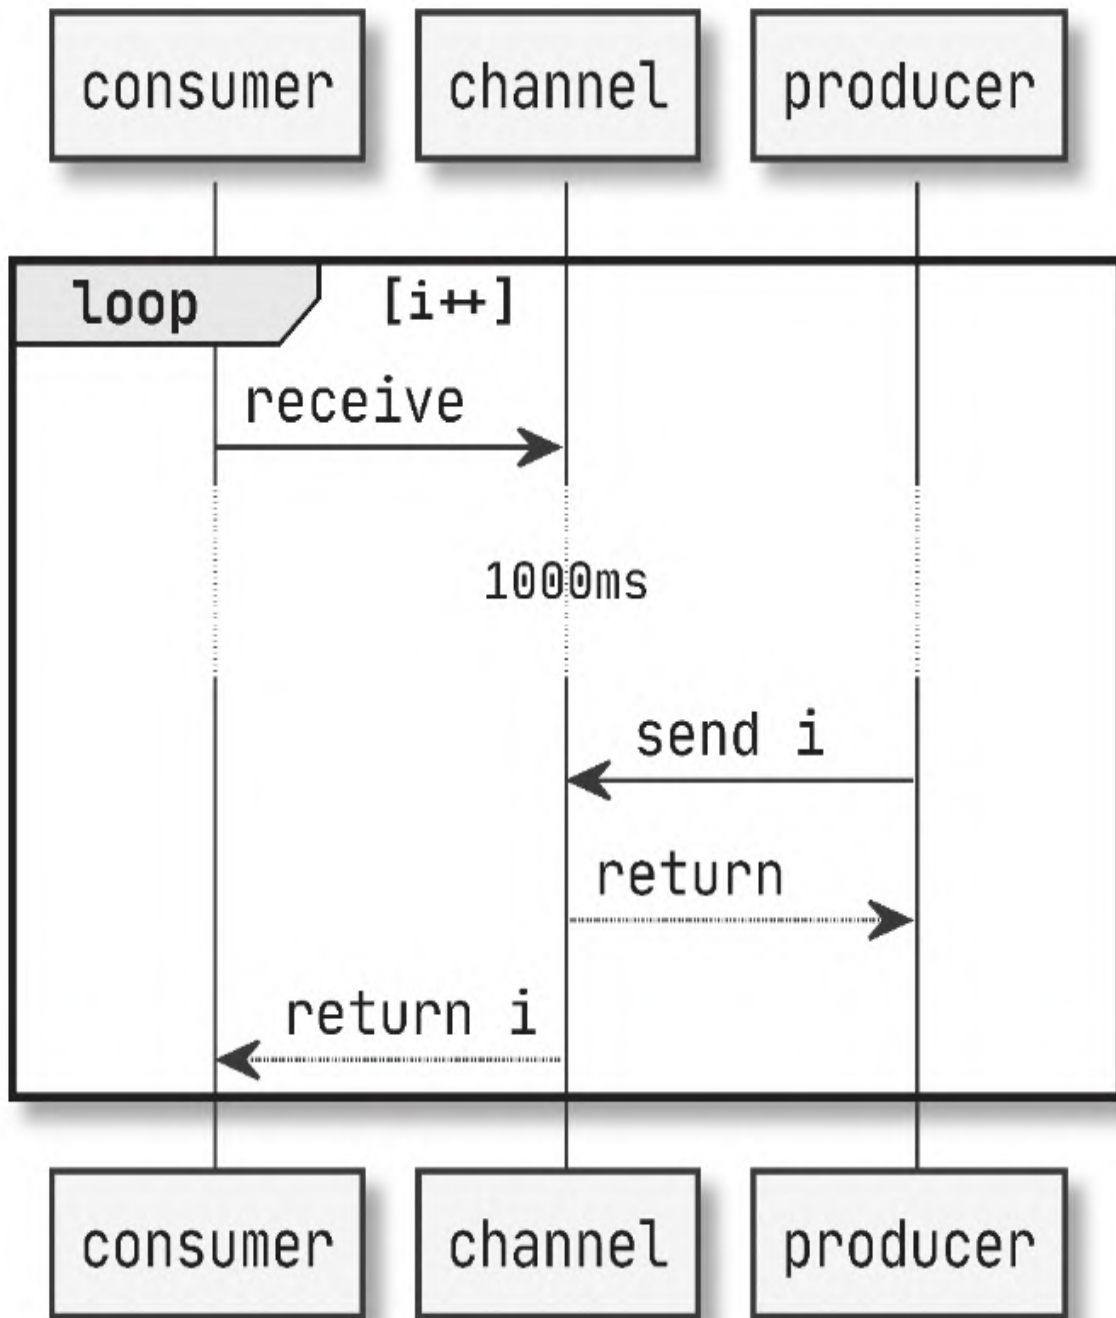 consumer channel producer
loop [i++]
receive
1000ms
send i
return
return i
consumer channel producer